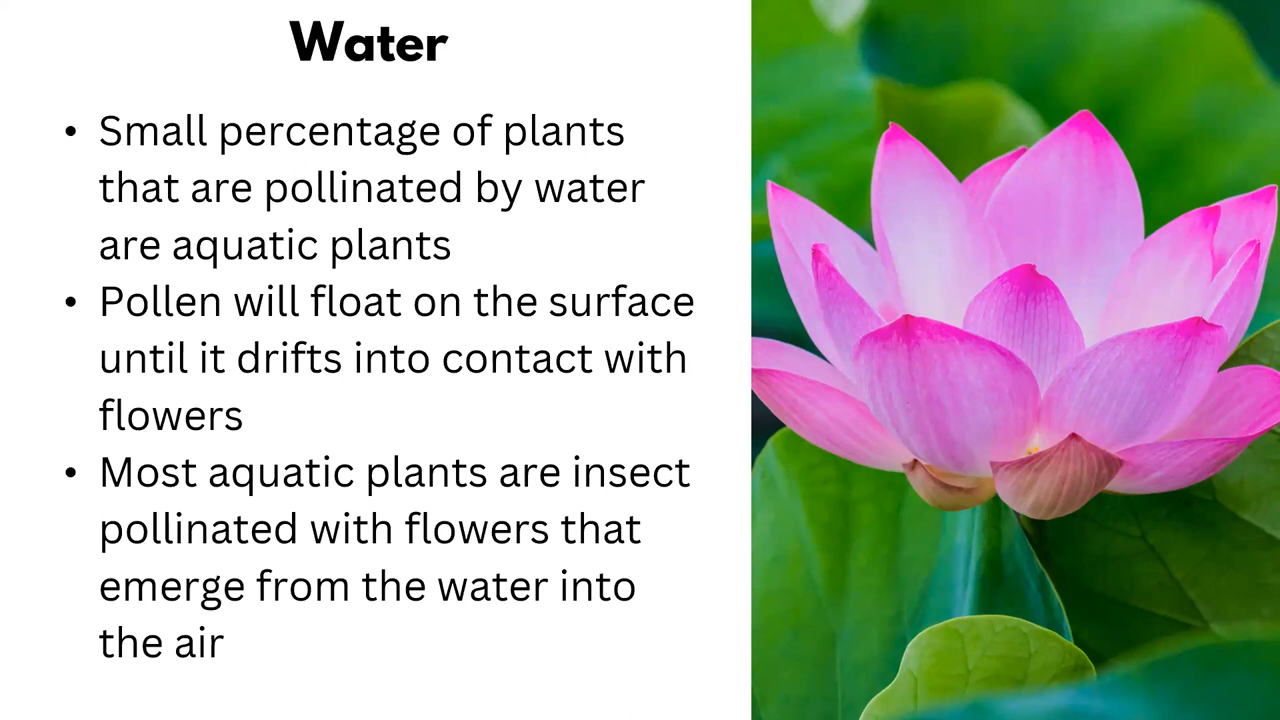 Water
• Small percentage of plants
that are pollinated by water
are aquatic plants
• Pollen will float on the surface
until it drifts into contact with
flowers
• Most aquatic plants are insect
pollinated with flowers that
emerge from the water into
the air